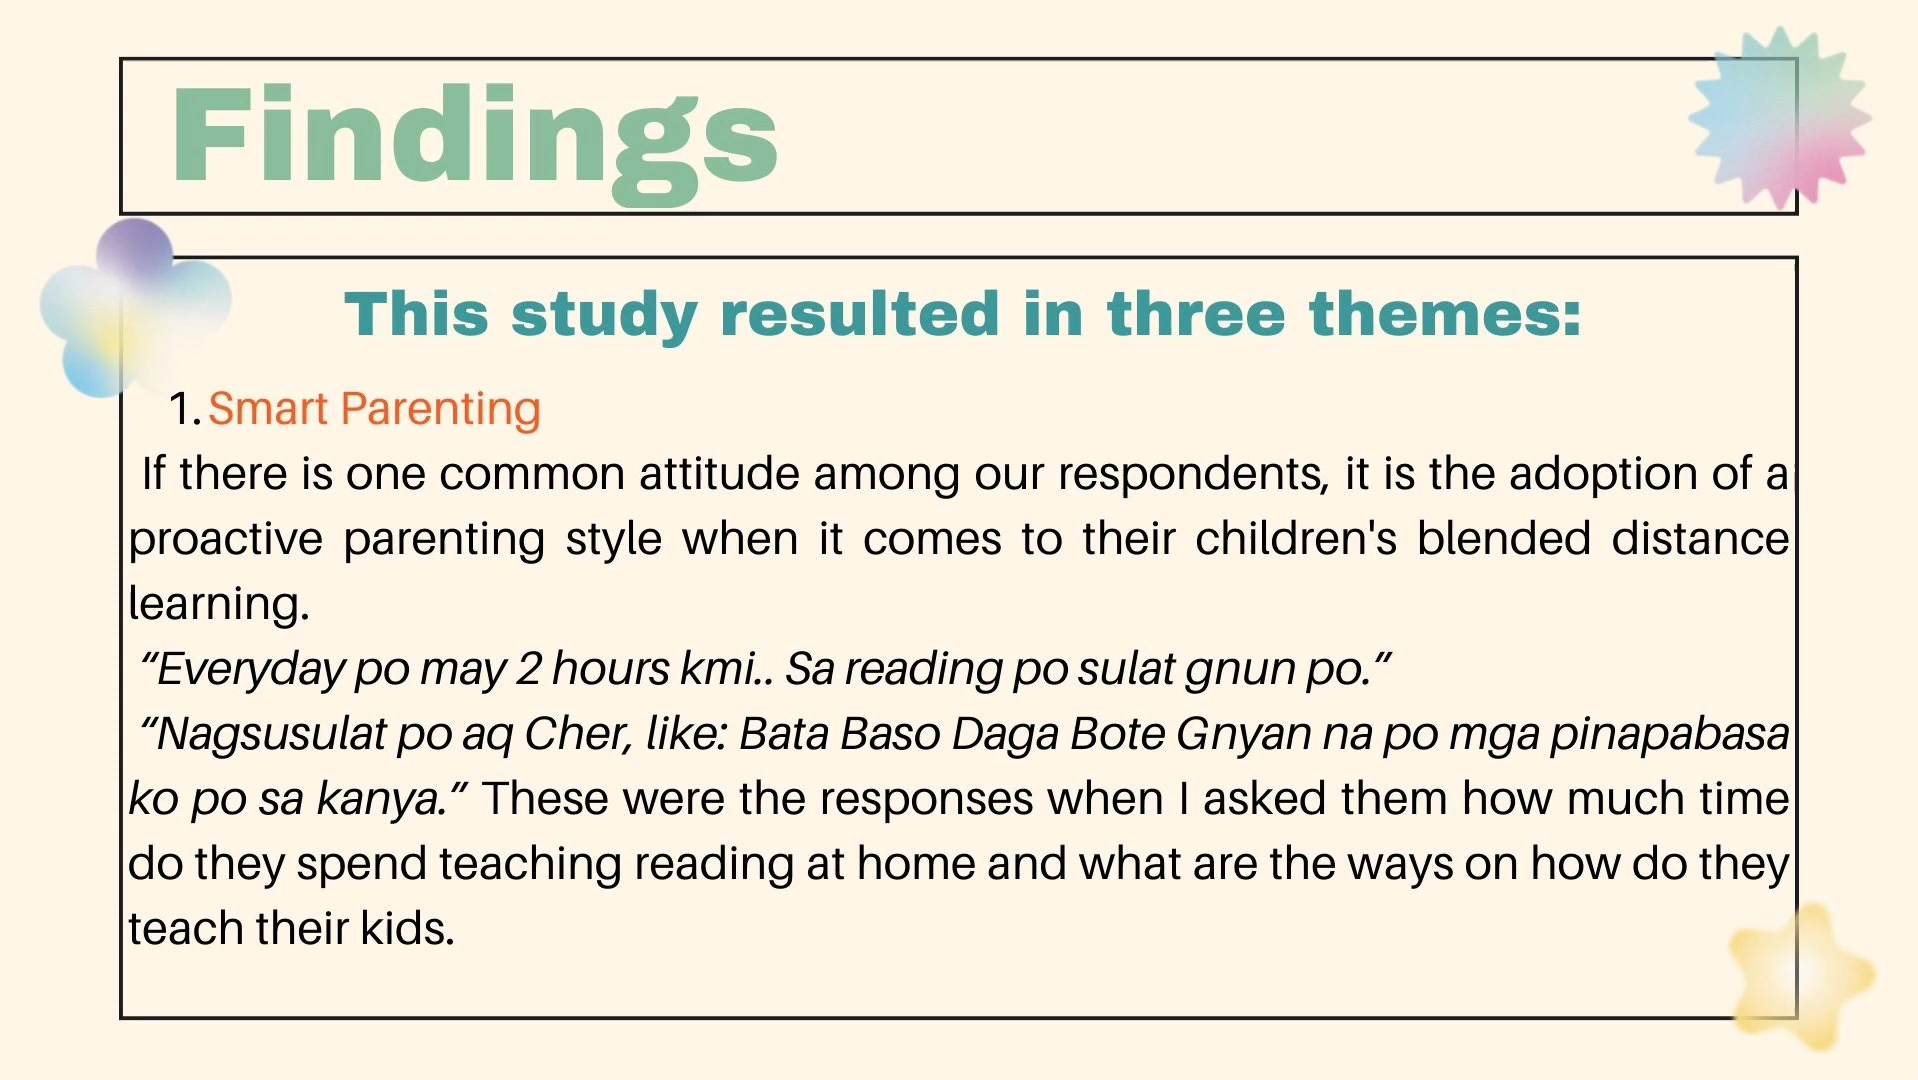 Findings
This study resulted in three themes:
1. Smart Parenting
If there is one common attitude among our respondents, it is the adoption of a
proactive parenting style when it comes to their children's blended distance
learning.
“Everyday po may 2 hours kmi.. Sa reading po sulat gnun po.”
“Nagsusulat po aq Cher, like: Bata Baso Daga Bote Gnyan na po mga pinapabasa
ko po sa kanya.” These were the responses when I asked them how much time
do they spend teaching reading at home and what are the ways on how do they
teach their kids.